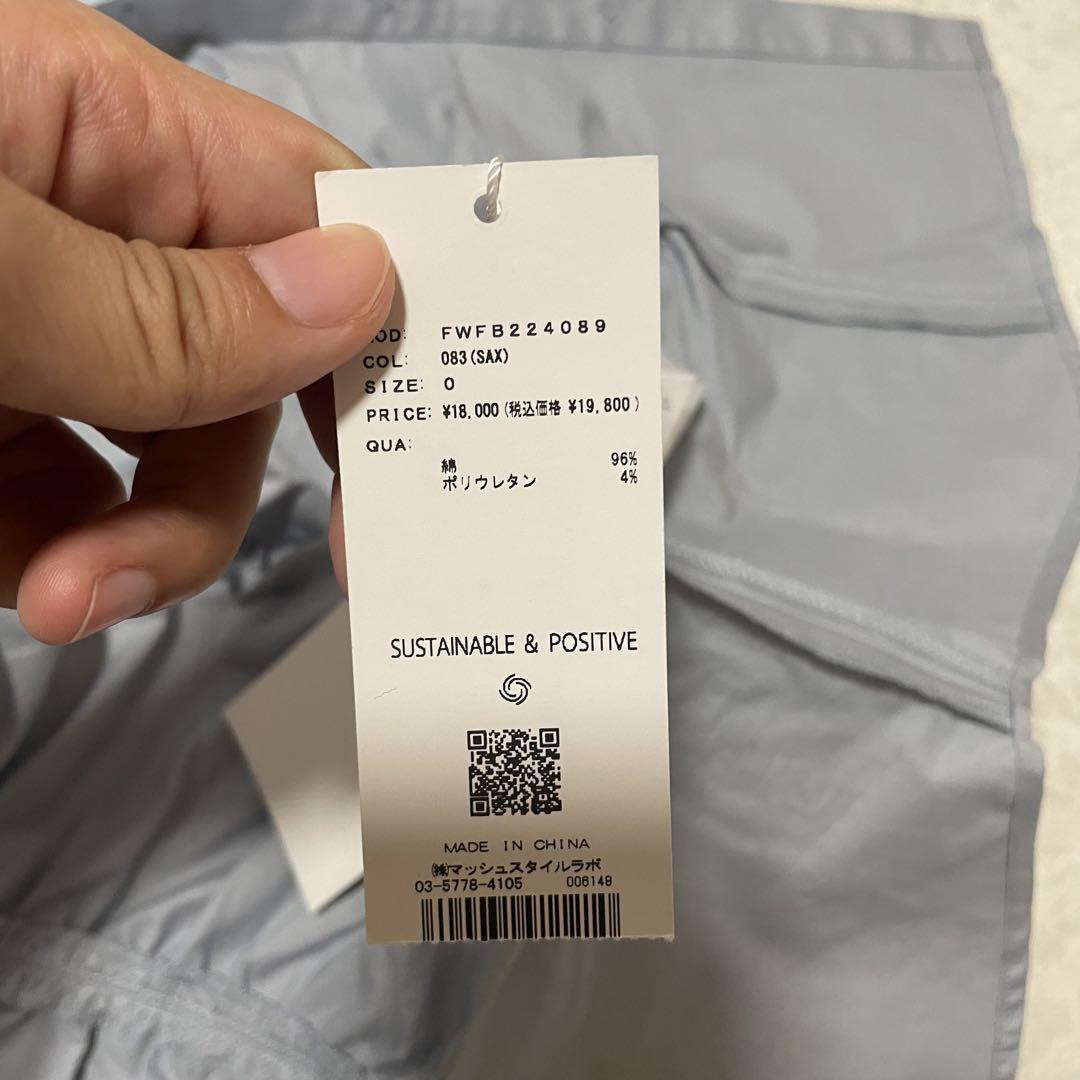 OD: FWFB224089
COL: 083(SAX)
SIZE: 0
PRICE: ¥18,000(税込価格 ¥19,800)
QUA:
綿 96%
ポリウレタン 4%
SUSTAINABLE & POSITIVE
MADE IN CHINA
㈱マッシュスタイルラボ
03-5778-4105 006148